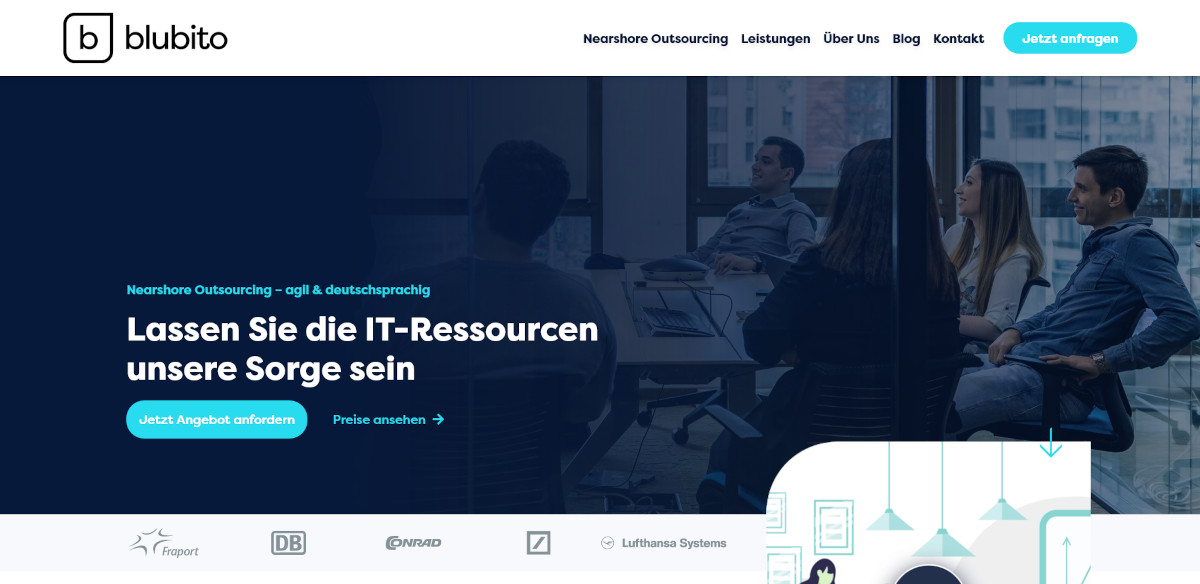 b blubito
Nearshore Outsourcing Leistungen Über Uns Blog Kontakt Jetzt anfragen
Nearshore Outsourcing – agil & deutschsprachig
Lassen Sie die IT-Ressourcen
unsere Sorge sein
Jetzt Angebot anfordern Preise ansehen →
Fraport DB CONRAD Lufthansa Systems